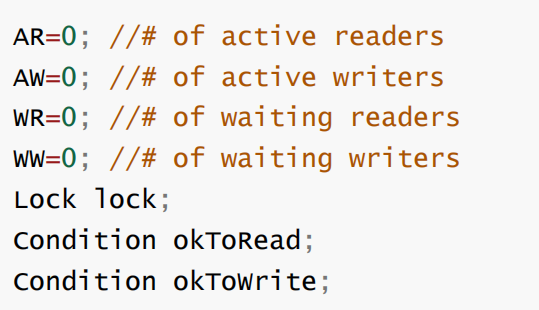 AR=0; //# of active readers
AW=0; //# of active writers
WR=0; //# of waiting readers
WW=0; //# of waiting writers
Lock lock;
Condition okToRead;
Condition okToWrite;